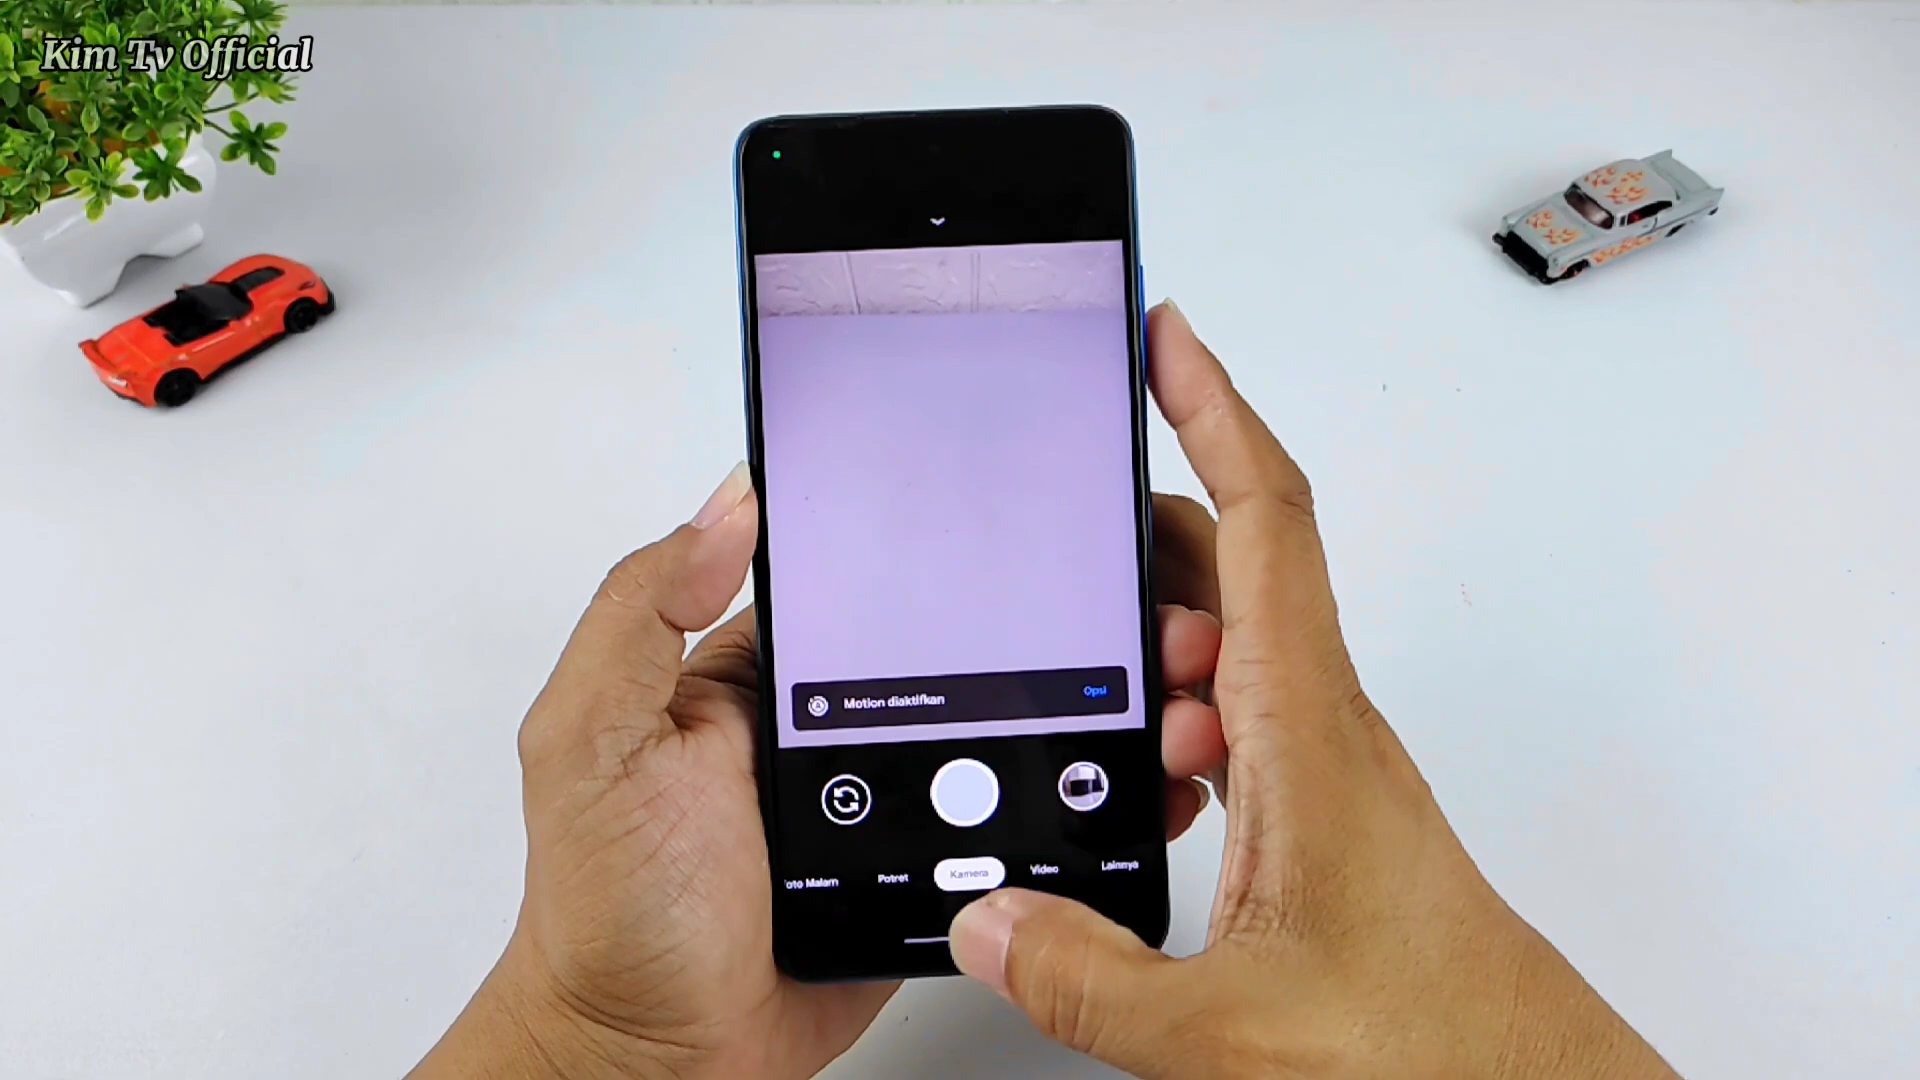 Kim Tv Official
Motion diaktifkan
Opsi
oto Malam
Potret
Kamera
Video
Lainnya